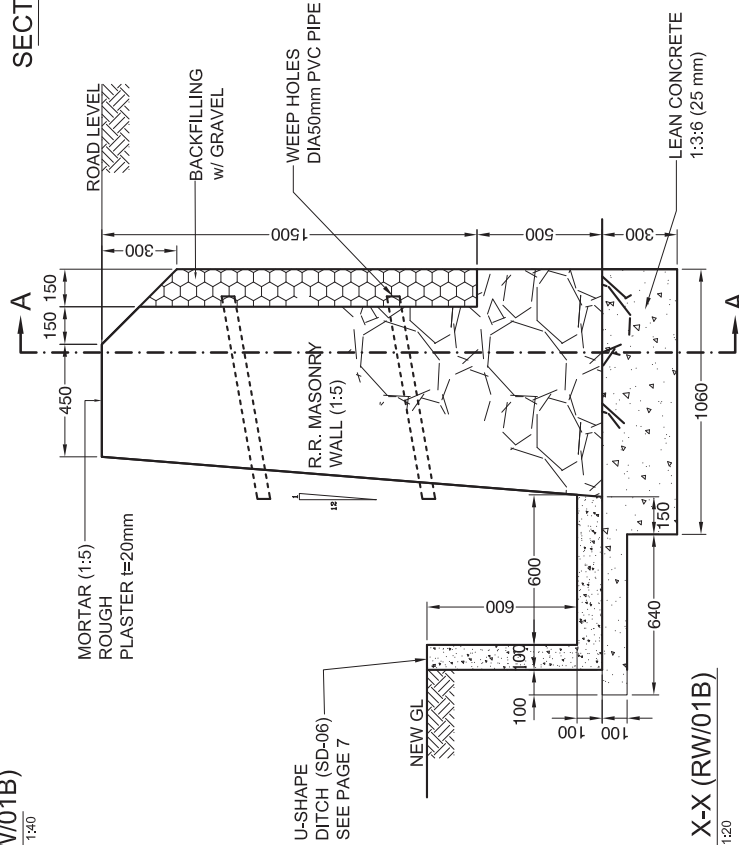 SECT
ROAD LEVEL
BACKFILLING
w/ GRAVEL
WEEP HOLES
DIA50mm PVC PIPE
LEAN CONCRETE
1:3:6 (25 mm)
A
150
150
450
300
1500
500
300
R.R. MASONRY
WALL (1:5)
1
12
1060
A
MORTAR (1:5)
ROUGH
PLASTER t=20mm
600
600
150
640
100
100
100
100
U-SHAPE
DITCH (SD-06)
SEE PAGE 7
NEW GL
/01B)
1:40
X-X (RW/01B)
1:20